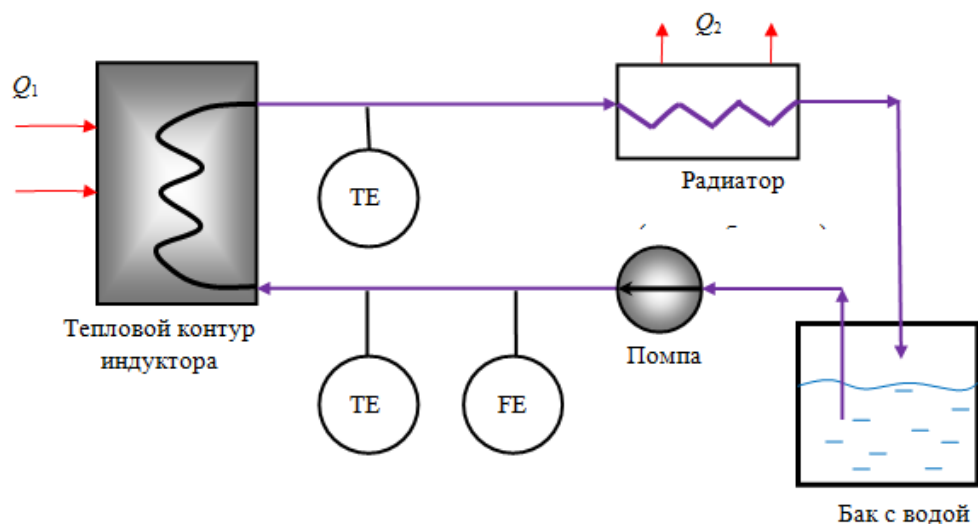 Q2
Q1
TE
Радиатор
Тепловой контур
индуктора
Помпа
TE
FE
Бак с водой